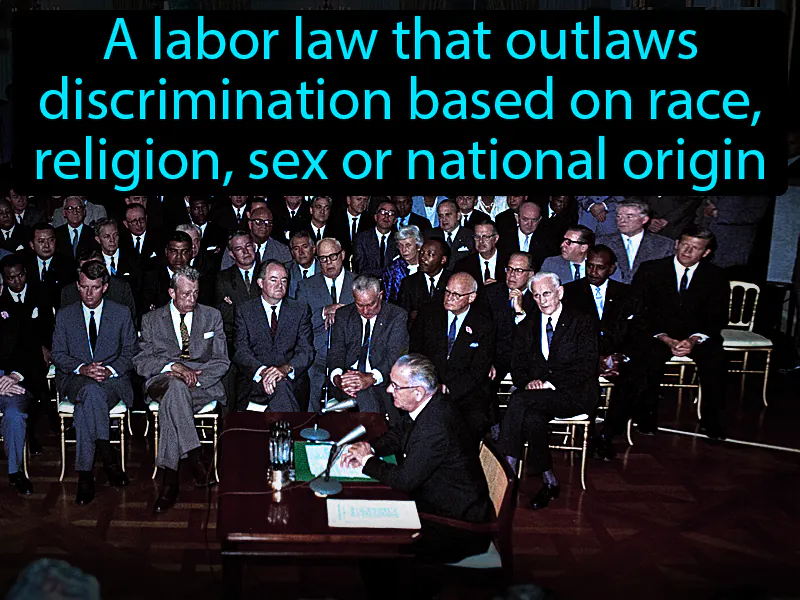 A labor law that outlaws
discrimination based on race,
religion, sex or national origin